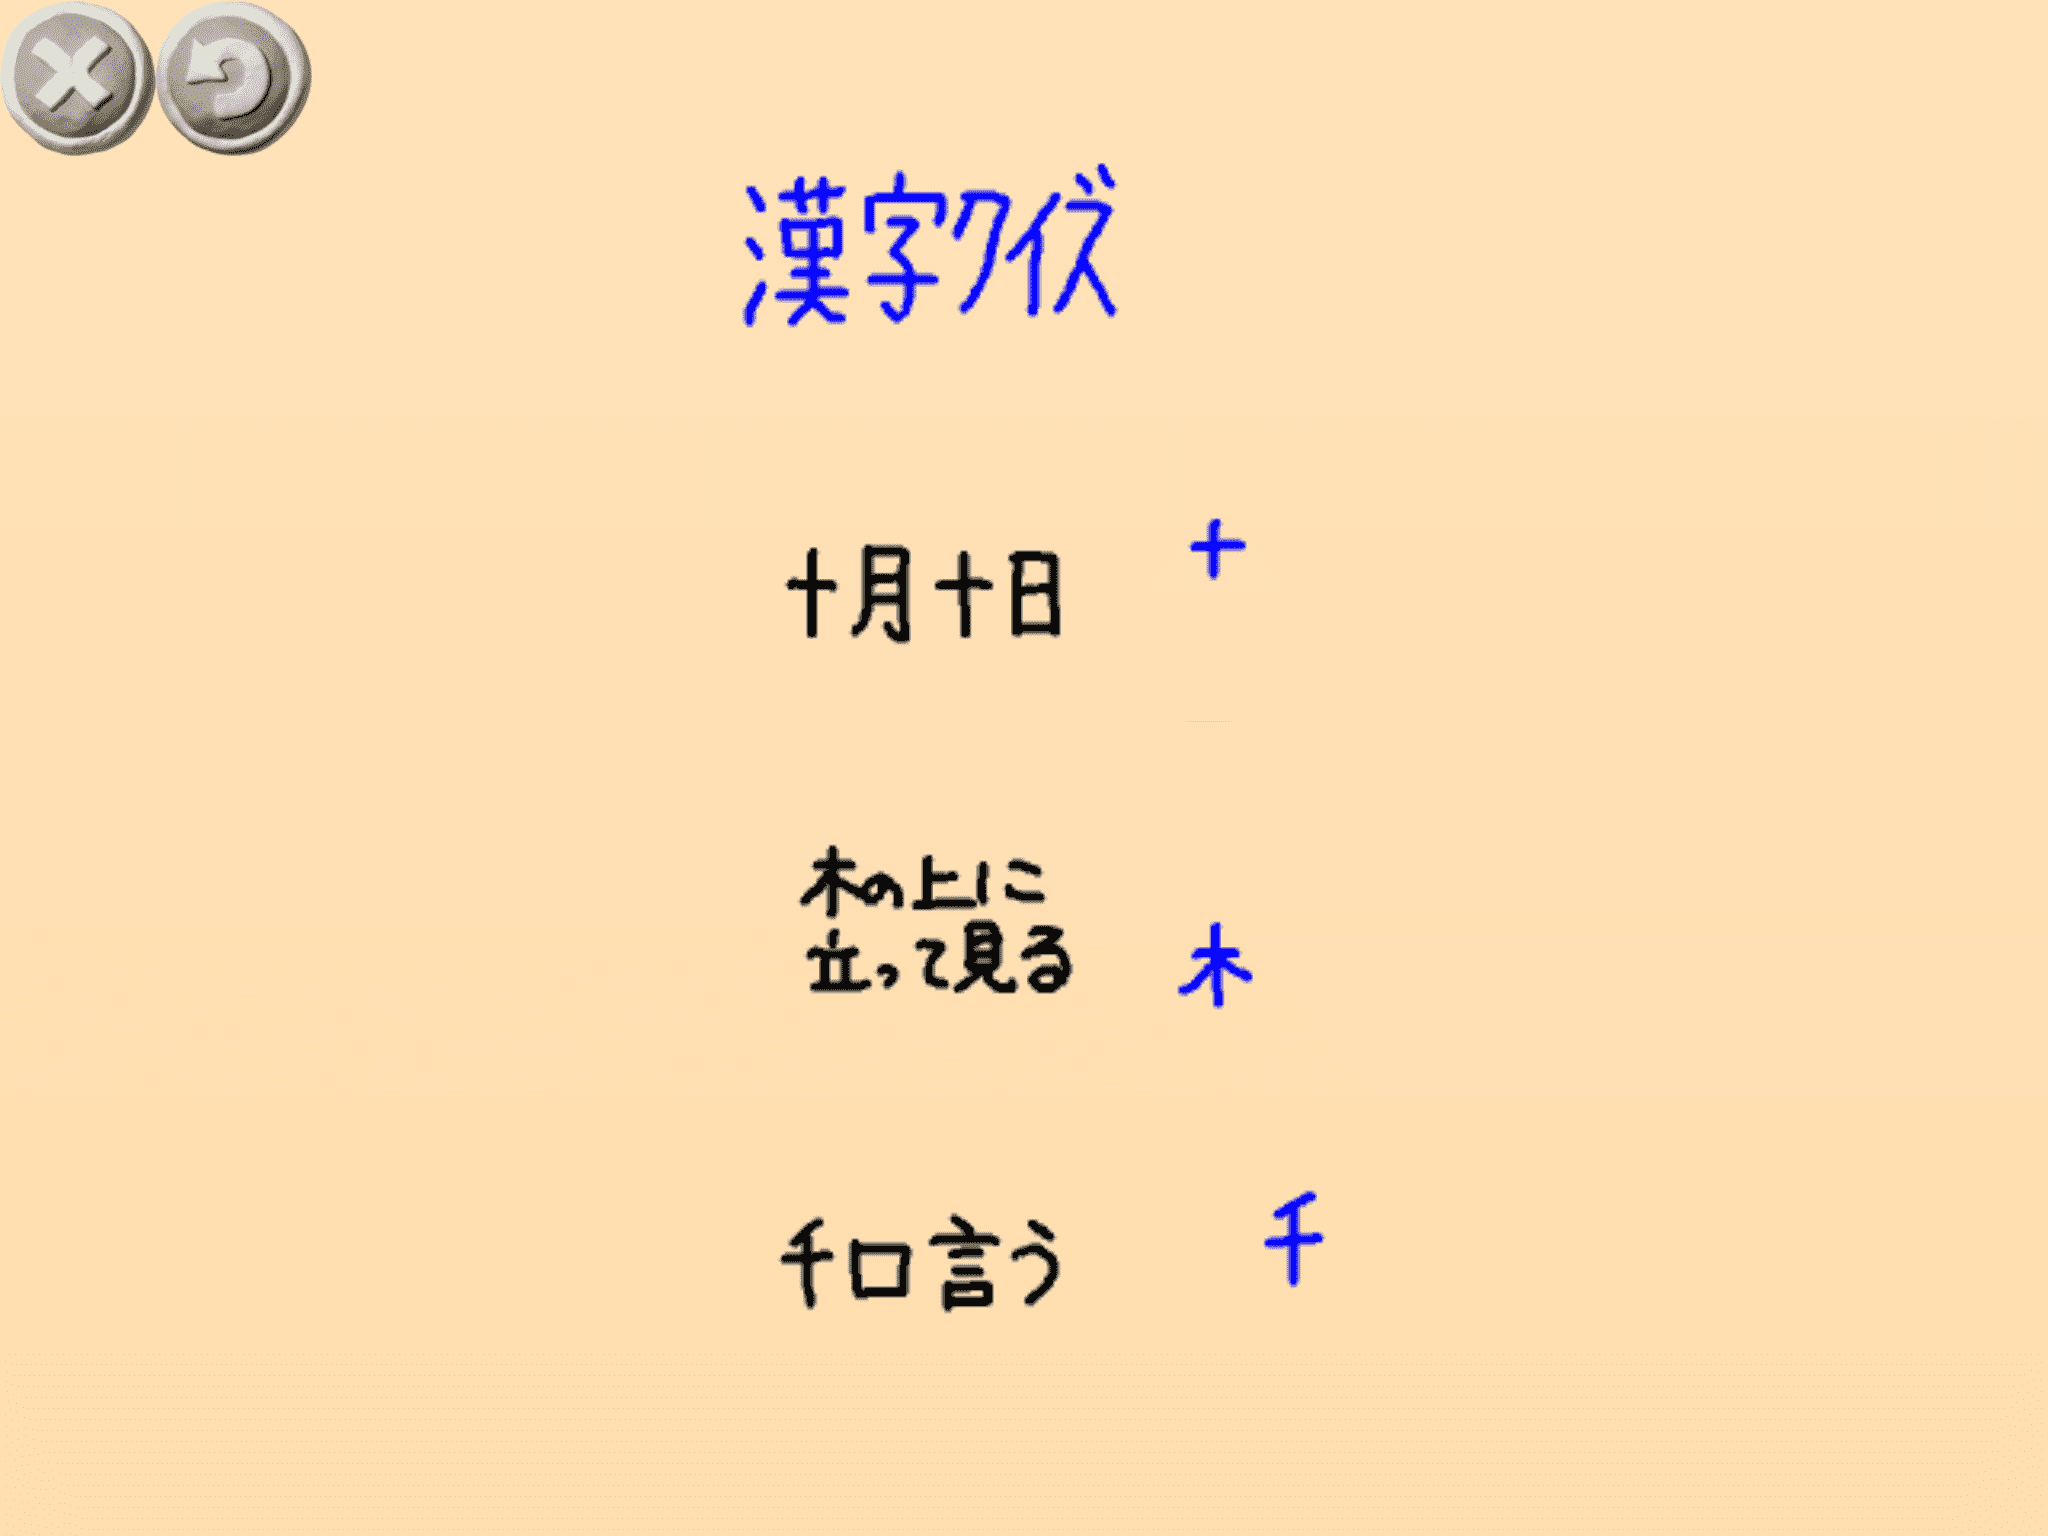 漢字クイズ
十月十日 十
木の上に
立って見る 木
千口言う 千